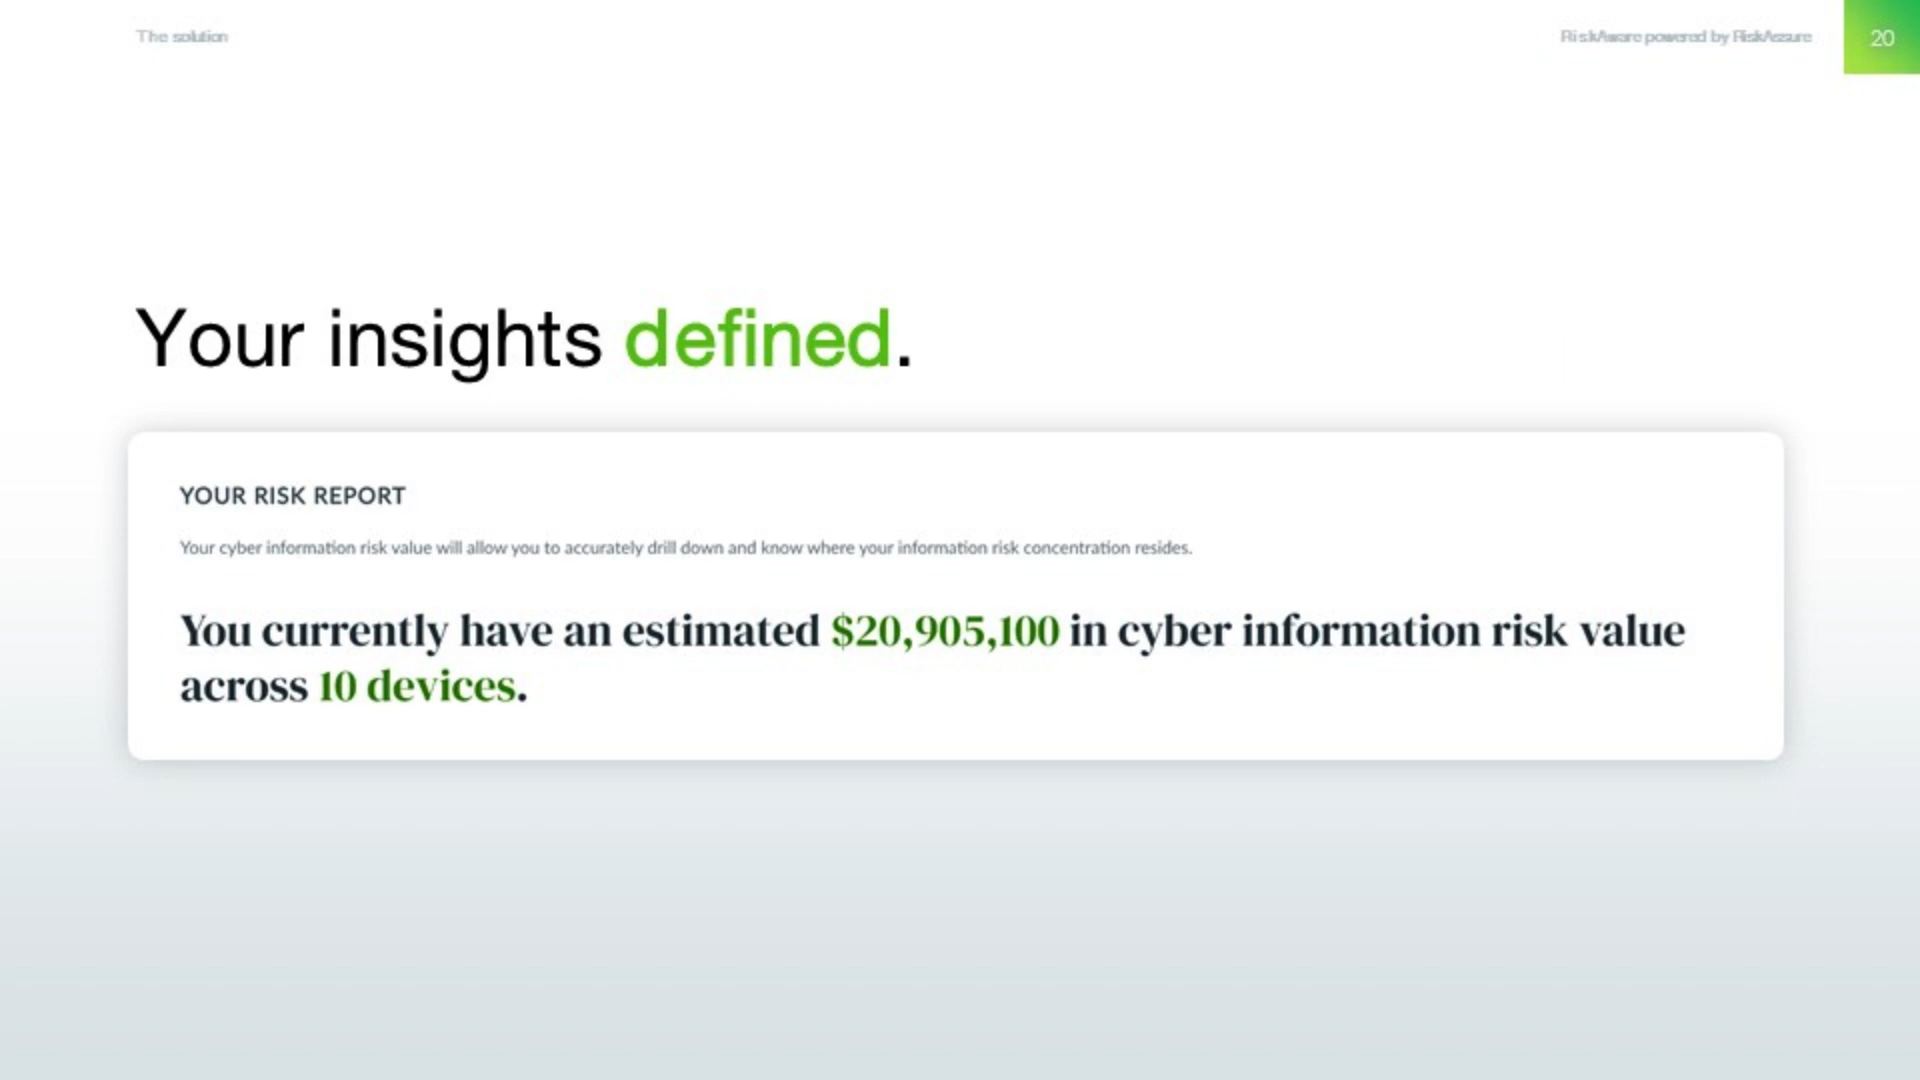 The solution
RiskAware powered by RiskAssure
20
Your insights defined.
YOUR RISK REPORT
Your cyber information risk value will allow you to accurately drill down and know where your information risk concentration resides.
You currently have an estimated $20,905,100 in cyber information risk value
across 10 devices.